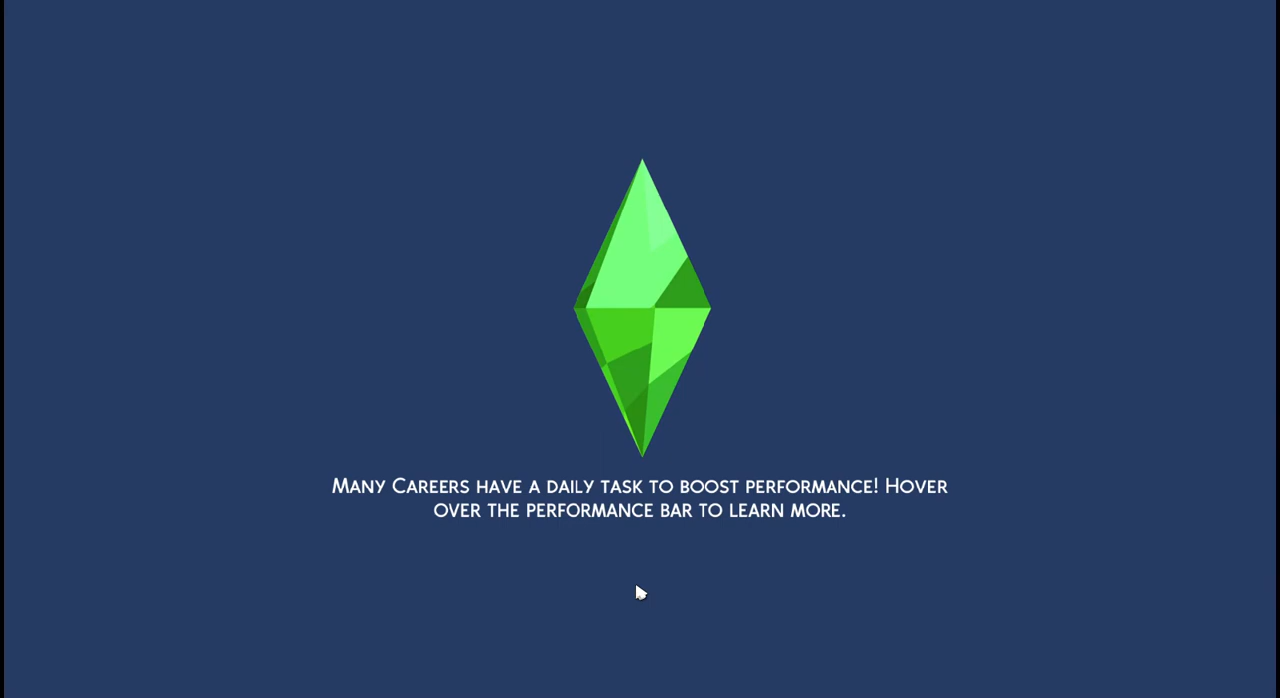 Many Careers have a daily task to boost performance! Hover
over the performance bar to learn more.